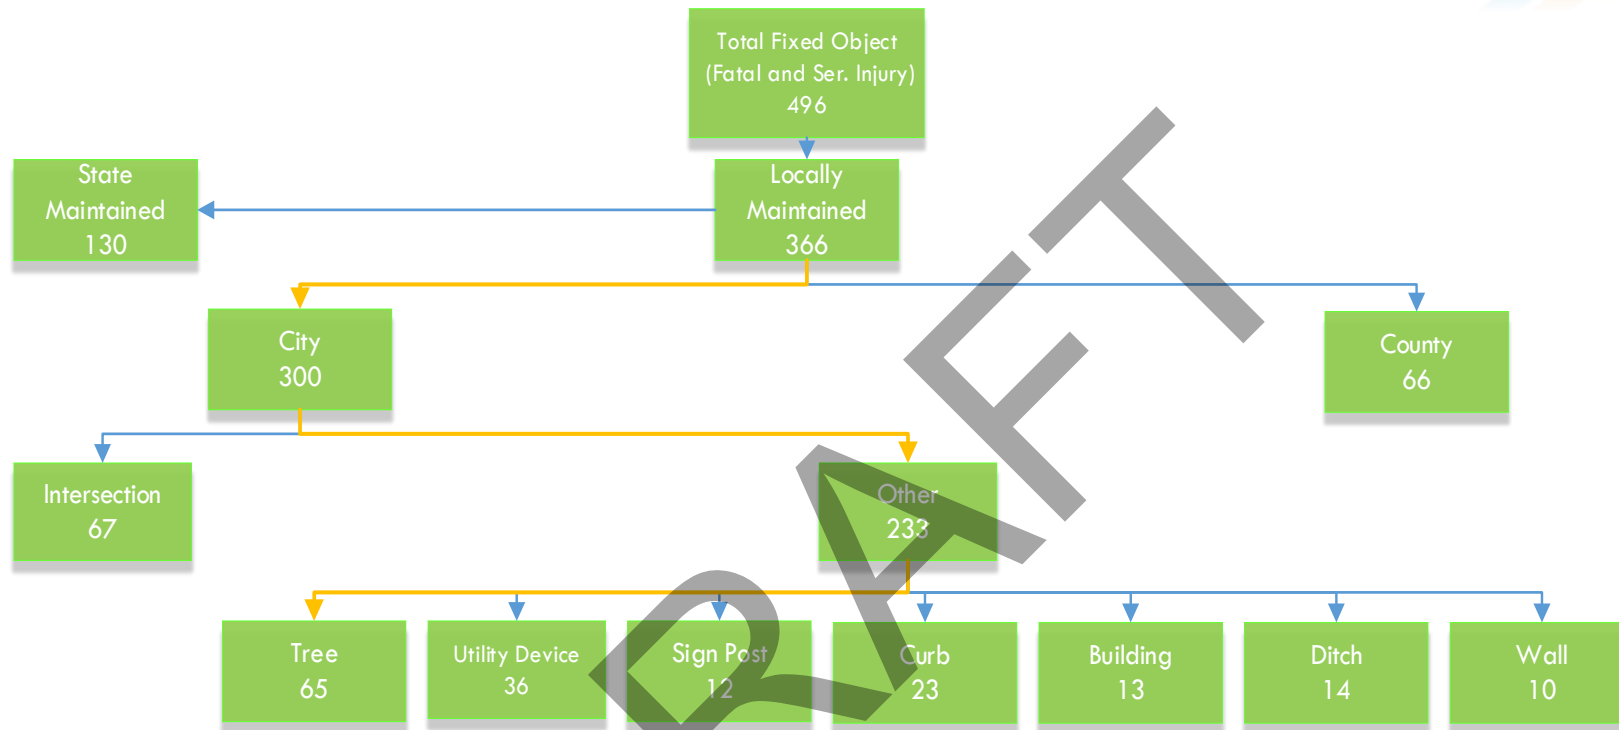 Total Fixed Object
(Fatal and Ser. Injury)
496
State
Maintained
130
Locally
Maintained
366
City
300
County
66
Intersection
67
Other
233
Tree
65
Utility Device
36
Sign Post
12
Curb
23
Building
13
Ditch
14
Wall
10
RAFT